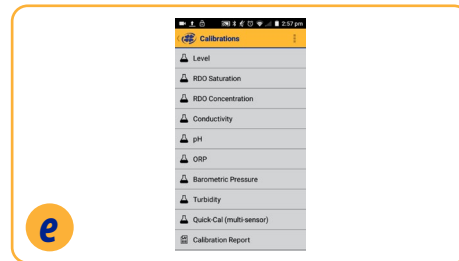 2:57 pm
Calibrations
Level
RDO Saturation
RDO Concentration
Conductivity
pH
ORP
Barometric Pressure
Turbidity
Quick-Cal (multi-sensor)
Calibration Report
e